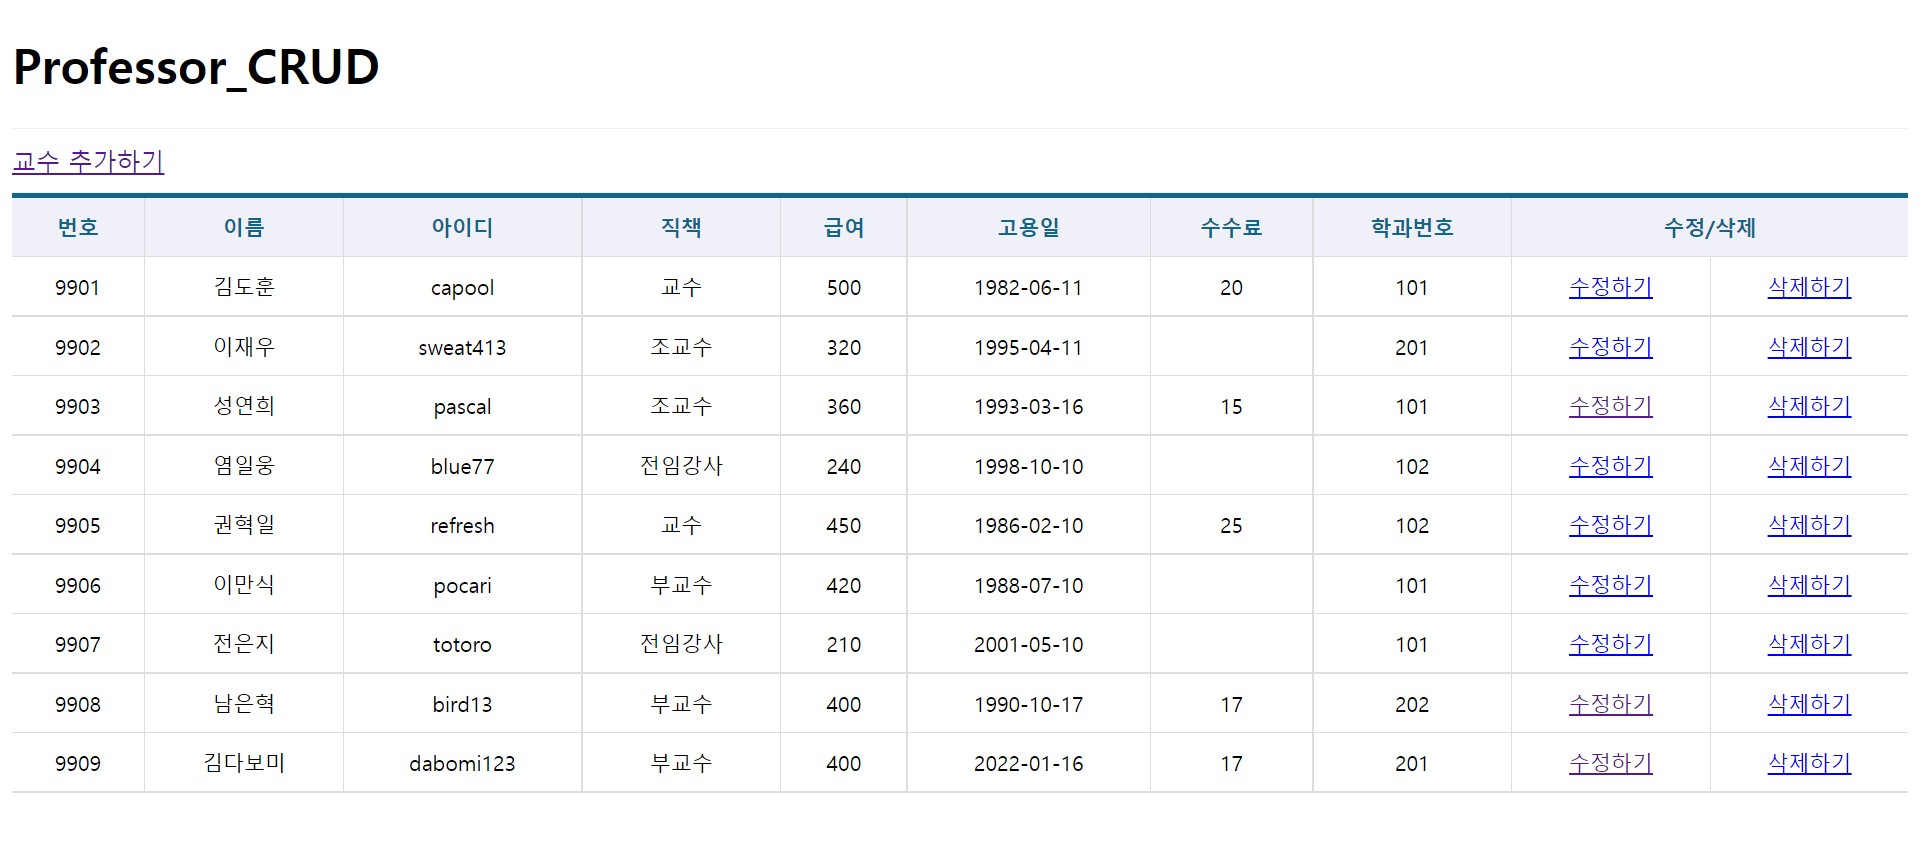 Professor_CRUD
교수 추가하기
번호 이름 아이디 직책 급여 고용일 수수료 학과번호 수정/삭제
9901 김도훈 capool 교수 500 1982-06-11 20 101 수정하기 삭제하기
9902 이재우 sweat413 조교수 320 1995-04-11 201 수정하기 삭제하기
9903 성연희 pascal 조교수 360 1993-03-16 15 101 수정하기 삭제하기
9904 염일웅 blue77 전임강사 240 1998-10-10 102 수정하기 삭제하기
9905 권혁일 refresh 교수 450 1986-02-10 25 102 수정하기 삭제하기
9906 이만식 pocari 부교수 420 1988-07-10 101 수정하기 삭제하기
9907 전은지 totoro 전임강사 210 2001-05-10 101 수정하기 삭제하기
9908 남은혁 bird13 부교수 400 1990-10-17 17 202 수정하기 삭제하기
9909 김다보미 dabomi123 부교수 400 2022-01-16 17 201 수정하기 삭제하기